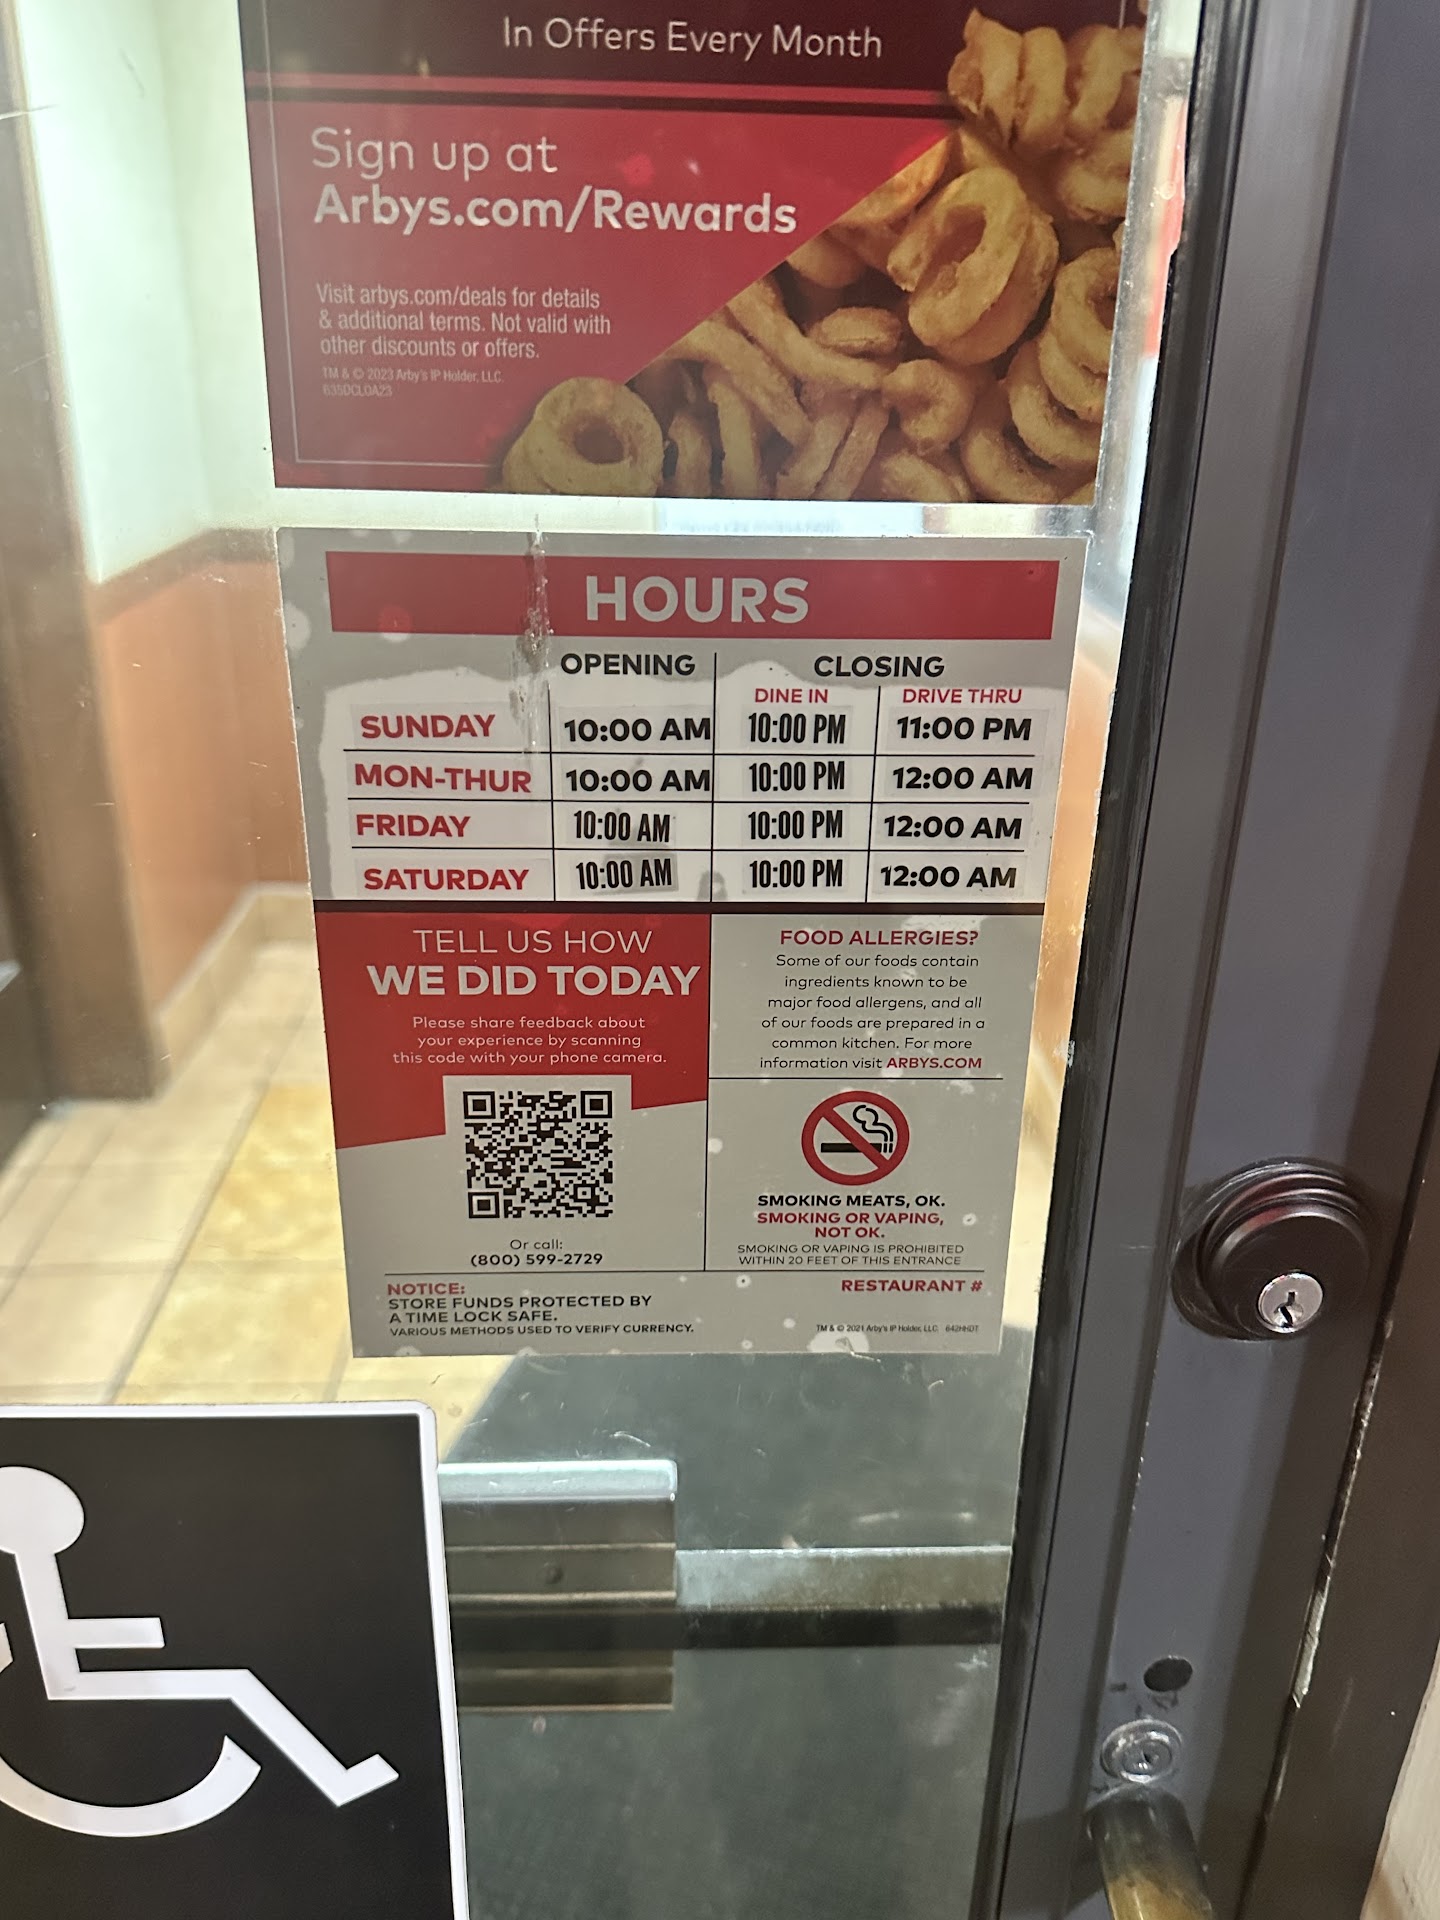 In Offers Every Month
Sign up at
Arbys.com/Rewards
Visit arbys.com/deals for details
& additional terms. Not valid with
other discounts or offers.
TM & © 2023 Arby's IP Holder, LLC.
HOURS
OPENING CLOSING
DINE IN DRIVE THRU
SUNDAY 10:00 AM 10:00 PM 11:00 PM
MON-THUR 10:00 AM 10:00 PM 12:00 AM
FRIDAY 10:00 AM 10:00 PM 12:00 AM
SATURDAY 10:00 AM 10:00 PM 12:00 AM
TELL US HOW
WE DID TODAY
Please share feedback about
your experience by scanning
this code with your phone camera.
Or call:
(800) 599-2729
FOOD ALLERGIES?
Some of our foods contain
ingredients known to be
major food allergens, and all
of our foods are prepared in a
common kitchen. For more
information visit ARBYS.COM
SMOKING MEATS, OK.
SMOKING OR VAPING,
NOT OK.
SMOKING OR VAPING IS PROHIBITED
WITHIN 20 FEET OF THIS ENTRANCE
NOTICE:
STORE FUNDS PROTECTED BY
A TIME LOCK SAFE.
VARIOUS METHODS USED TO VERIFY CURRENCY.
RESTAURANT #
TM & © 2021 Arby's IP Holder, LLC.